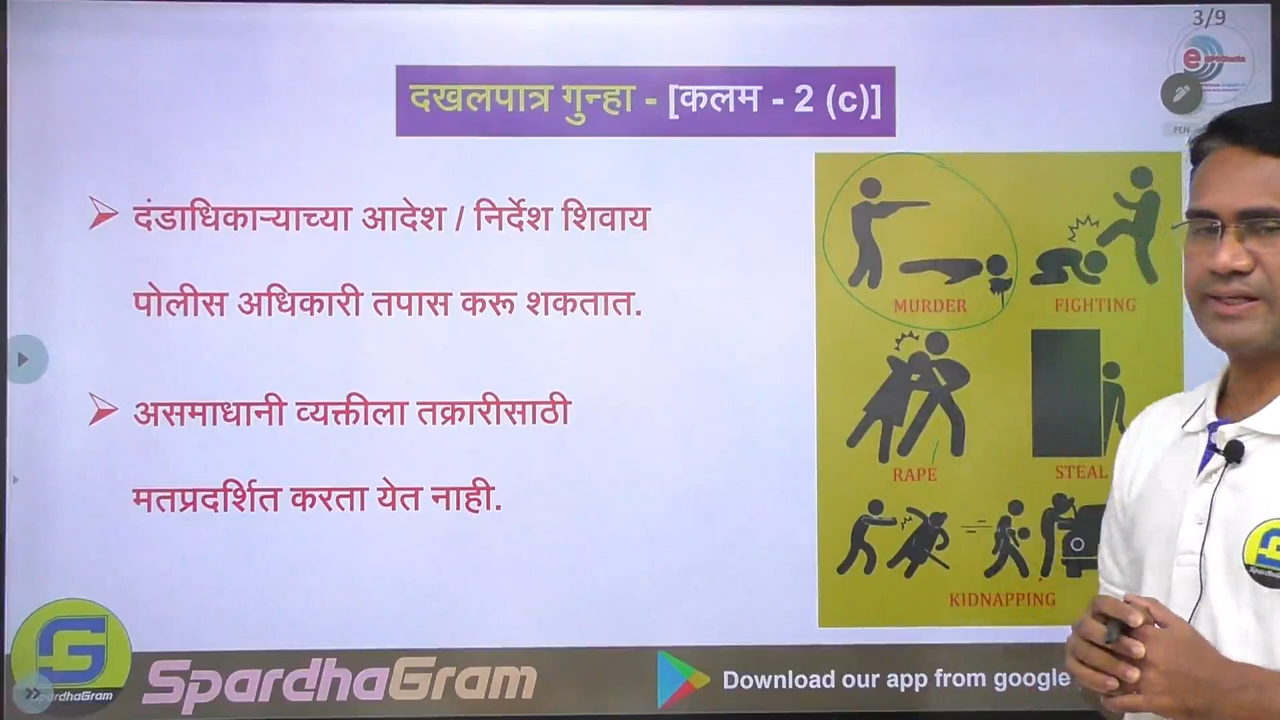 3/9
दखलपात्र गुन्हा - [कलम - 2 (c)]
PEN
दंडाधिकाऱ्याच्या आदेश / निर्देश शिवाय
पोलीस अधिकारी तपास करू शकतात.
असमाधानी व्यक्तीला तक्रारीसाठी
मतप्रदर्शित करता येत नाही.
MURDER
FIGHTING
RAPE
STEAL
KIDNAPPING
SpardhaGram
SpardhaGram
Download our app from google